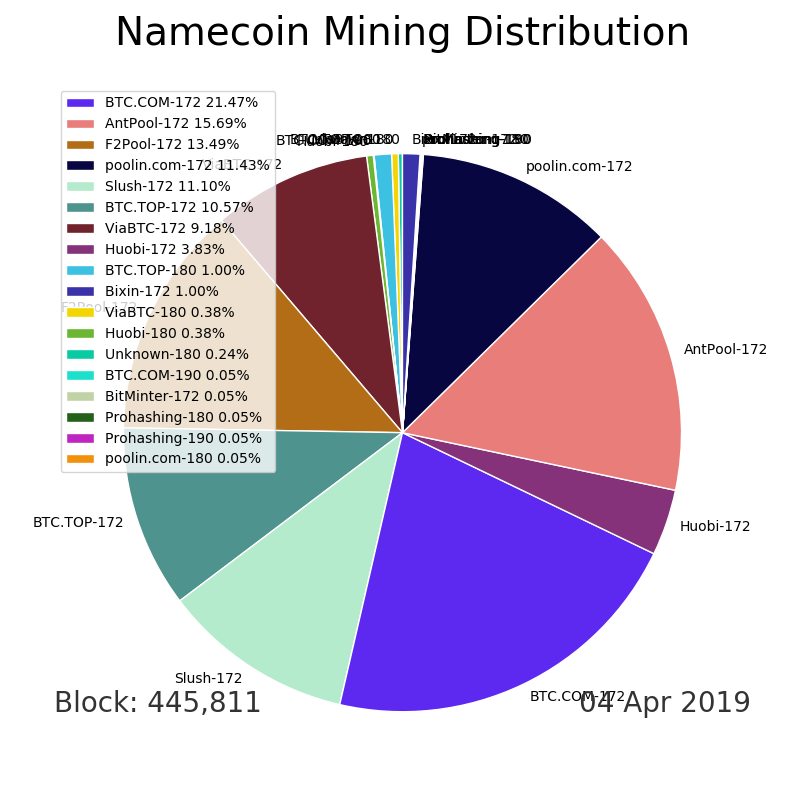 Namecoin Mining Distribution
BTC.COM-172 21.47%
AntPool-172 15.69%
F2Pool-172 13.49%
poolin.com-172 11.43%
Slush-172 11.10%
BTC.TOP-172 10.57%
ViaBTC-172 9.18%
Huobi-172 3.83%
BTC.TOP-180 1.00%
Bixin-172 1.00%
ViaBTC-180 0.38%
Huobi-180 0.38%
Unknown-180 0.24%
BTC.COM-190 0.05%
BitMinter-172 0.05%
Prohashing-180 0.05%
Prohashing-190 0.05%
poolin.com-180 0.05%
poolin.com-172
AntPool-172
Huobi-172
BTC.COM-172
Slush-172
BTC.TOP-172
F2Pool-172
Block: 445,811
04 Apr 2019